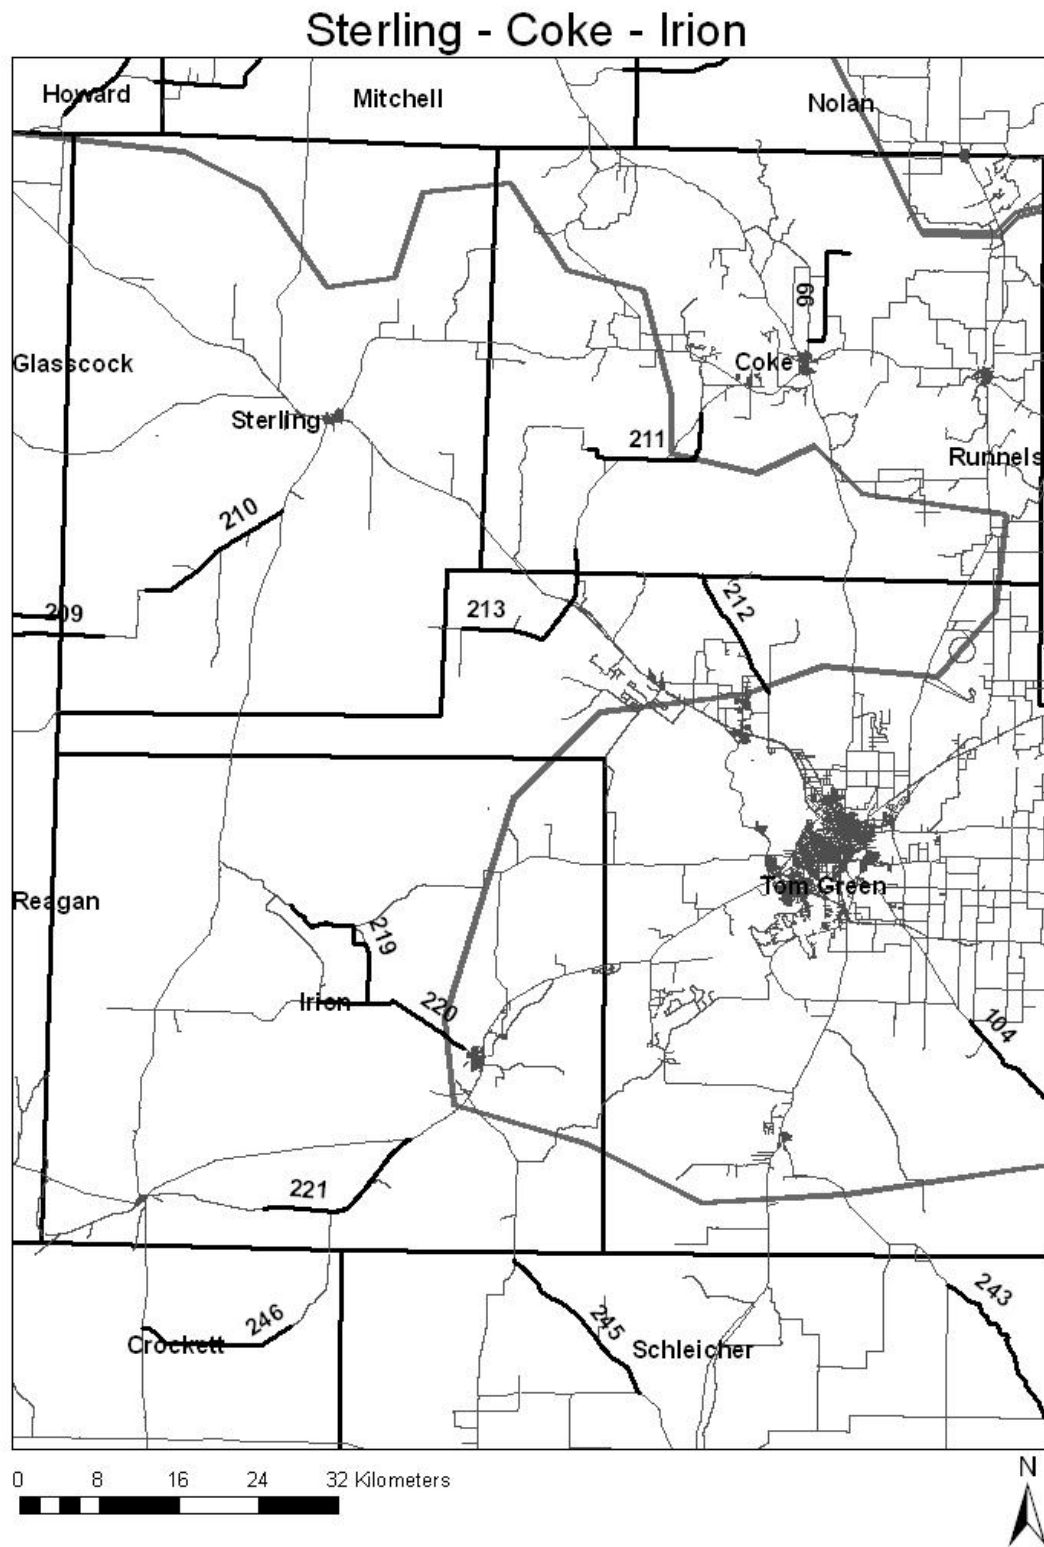 Sterling - Coke - Irion
Howard
Mitchell
Nolan
99
Glasscock
Coke
Sterling
211
Runnels
210
209
213
212
Reagan
Tom Green
219
Irion
220
104
221
243
246
245
Crockett
Schleicher
0 8 16 24 32 Kilometers
N